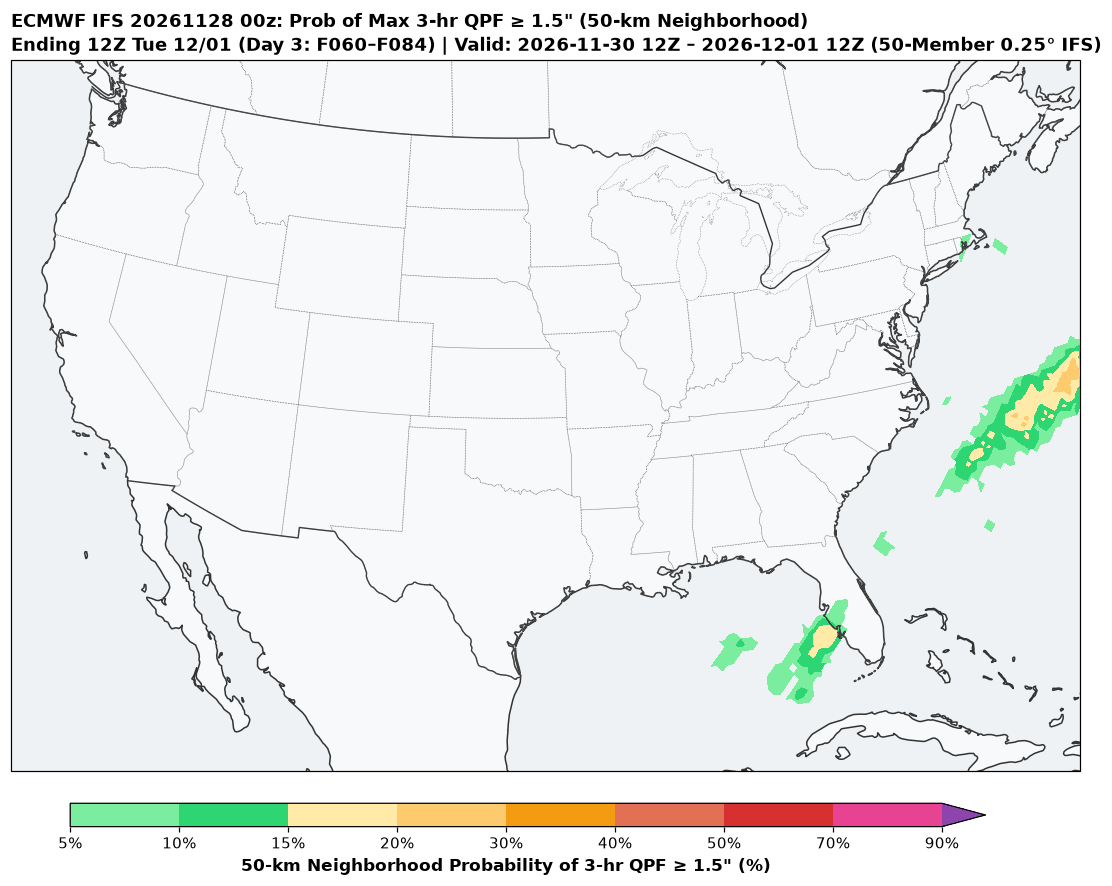 ECMWF IFS 20261128 00z: Prob of Max 3-hr QPF ≥ 1.5" (50-km Neighborhood)
Ending 12Z Tue 12/01 (Day 3: F060–F084) | Valid: 2026-11-30 12Z – 2026-12-01 12Z (50-Member 0.25° IFS)
5% 10% 15% 20% 30% 40% 50% 70% 90%
50-km Neighborhood Probability of 3-hr QPF ≥ 1.5" (%)